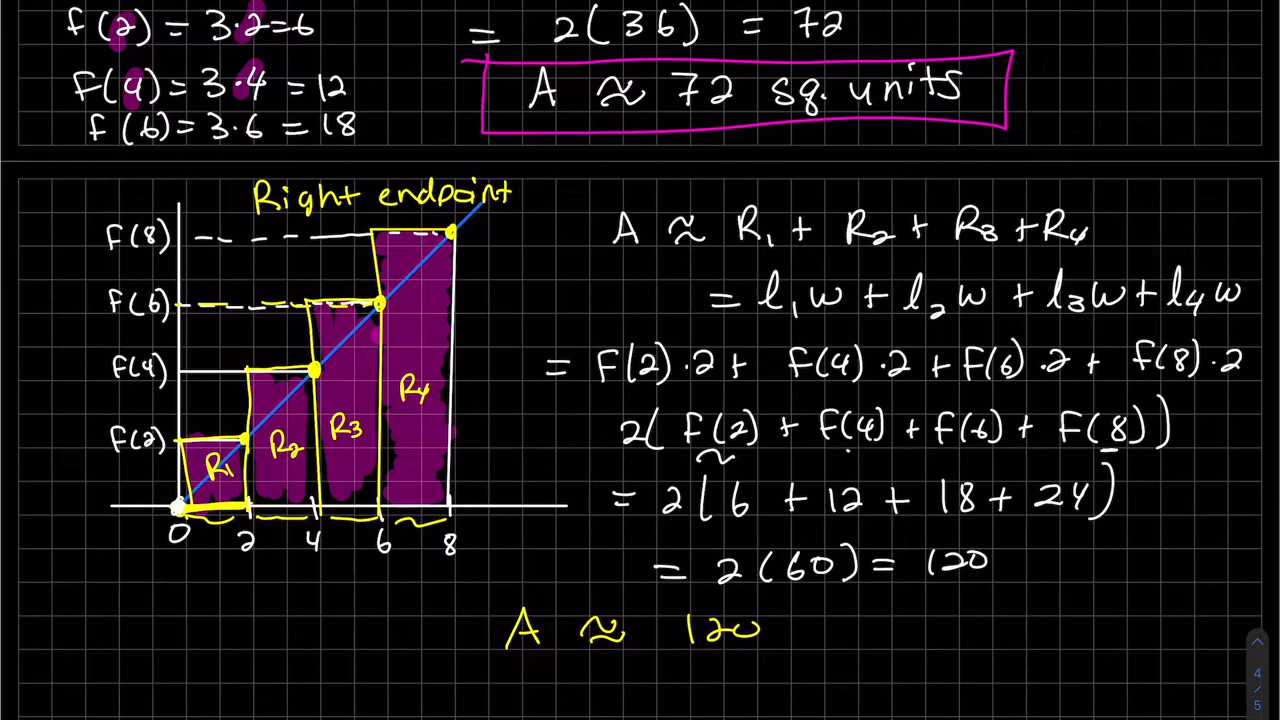 f(2) = 3·2=6
f(4) = 3·4 = 12
f(6) = 3·6 = 18
= 2(36) = 72
A ≈ 72 sq. units
Right endpoint
f(8)
f(6)
f(4)
f(2)
R₁
R₂
R₃
R₄
0 2 4 6 8
A ≈ R₁ + R₂ + R₃ + R₄
= l₁w + l₂w + l₃w + l₄w
= f(2)·2 + f(4)·2 + f(6)·2 + f(8)·2
2(f(2) + f(4) + f(6) + f(8))
= 2(6 + 12 + 18 + 24)
= 2(60) = 120
A ≈ 120
4
/
5